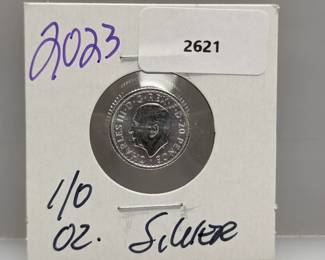 2023
2621
CHARLES III·D·G·REX·F·D·20 PENCE
1/0
OZ. SILVER